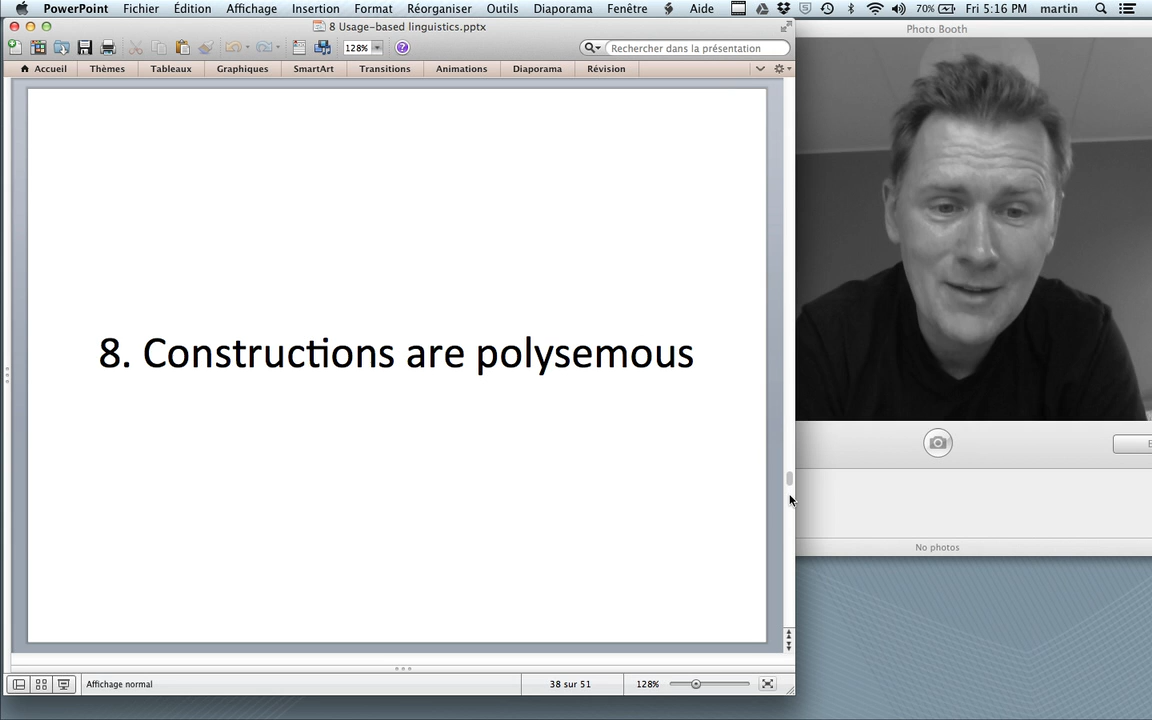 PowerPoint Fichier Édition Affichage Insertion Format Réorganiser Outils Diaporama Fenêtre Aide 70% Fri 5:16 PM martin
8 Usage-based linguistics.pptx
Photo Booth
128% Rechercher dans la présentation
Accueil Thèmes Tableaux Graphiques SmartArt Transitions Animations Diaporama Révision
8. Constructions are polysemous
No photos
Affichage normal 38 sur 51 128%